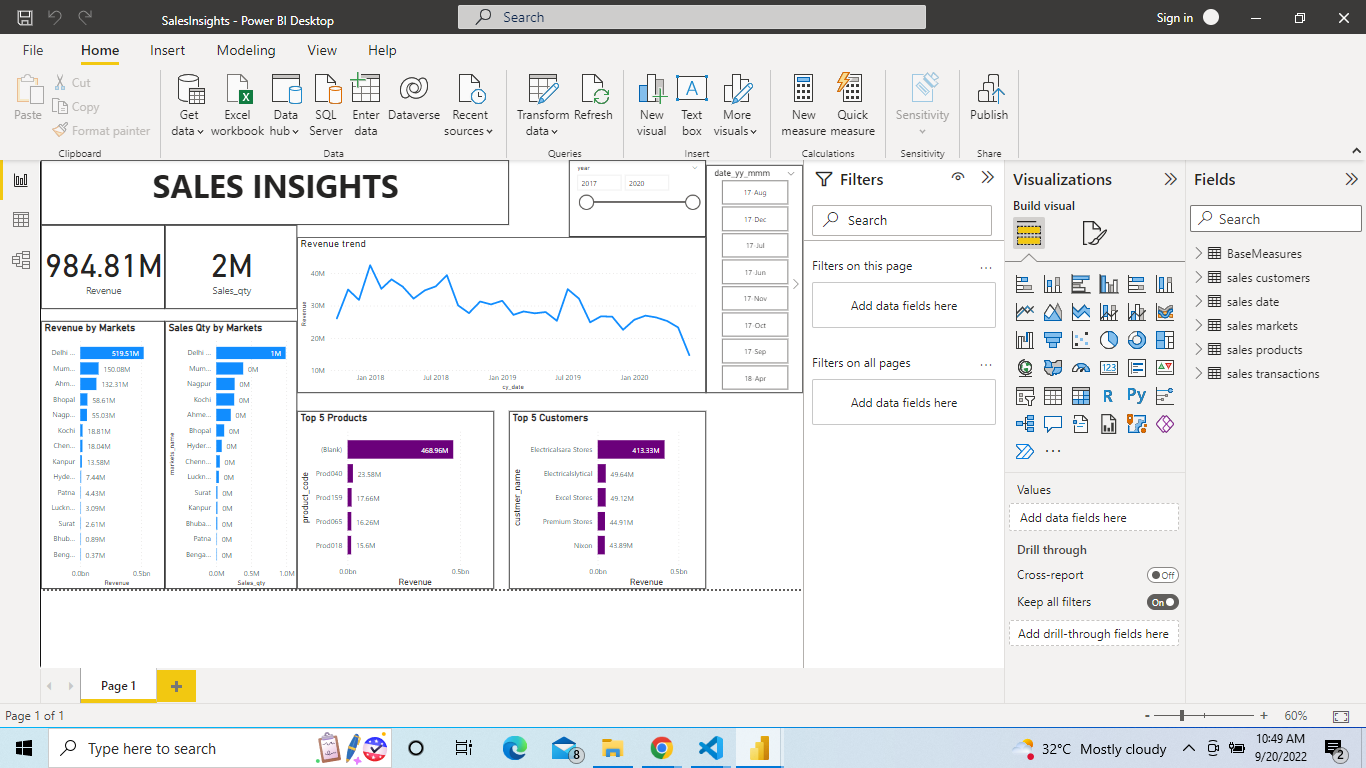 SalesInsights - Power BI Desktop
Search
Sign in
File Home Insert Modeling View Help
Paste
Cut
Copy
Format painter
Clipboard
Get data
Excel workbook
Data hub
SQL Server
Enter data
Dataverse
Recent sources
Data
Transform data
Refresh
Queries
New visual
Text box
More visuals
Insert
New measure
Quick measure
Calculations
Sensitivity
Sensitivity
Publish
Share
SALES INSIGHTS
year
2017 2020
date_yy_mmm
17 Aug
17 Dec
17 Jul
17 Jun
17 Nov
17 Oct
17 Sep
18 Apr
984.81M
Revenue
2M
Sales_qty
Revenue trend
Revenue
40M
30M
20M
10M
Jan 2018 Jul 2018 Jan 2019 Jul 2019 Jan 2020
cy_date
Revenue by Markets
Delhi ... 519.51M
Mum... 150.08M
Ahm... 132.31M
Bhopal 58.61M
Nagp... 55.03M
Kochi 18.81M
Chen... 18.04M
Kanpur 13.58M
Hyde... 7.44M
Patna 4.43M
Luckn... 3.09M
Surat 2.61M
Bhub... 0.89M
Beng... 0.37M
0.0bn 0.5bn
Revenue
Sales Qty by Markets
markets_name
Delhi ... 1M
Mum... 0M
Nagpur 0M
Kochi 0M
Ahme... 0M
Bhopal 0M
Hyder... 0M
Chenn... 0M
Luckn... 0M
Surat 0M
Kanpur 0M
Bhuba... 0M
Patna 0M
Benga... 0M
0.0M 0.5M 1.0M
Sales_qty
Top 5 Products
product_code
(Blank) 468.96M
Prod040 23.58M
Prod159 17.66M
Prod065 16.26M
Prod018 15.6M
0.0bn 0.5bn
Revenue
Top 5 Customers
custmer_name
Electricalsara Stores 413.33M
Electricalslytical 49.64M
Excel Stores 49.12M
Premium Stores 44.91M
Nixon 43.89M
0.0bn 0.5bn
Revenue
Filters
Search
Filters on this page ...
Add data fields here
Filters on all pages ...
Add data fields here
Visualizations
Build visual
123
R Py
...
Values
Add data fields here
Drill through
Cross-report Off
Keep all filters On
Add drill-through fields here
Fields
Search
BaseMeasures
sales customers
sales date
sales markets
sales products
sales transactions
Page 1
Page 1 of 1
- + 60%
Type here to search
8
32°C Mostly cloudy
10:49 AM
9/20/2022
2